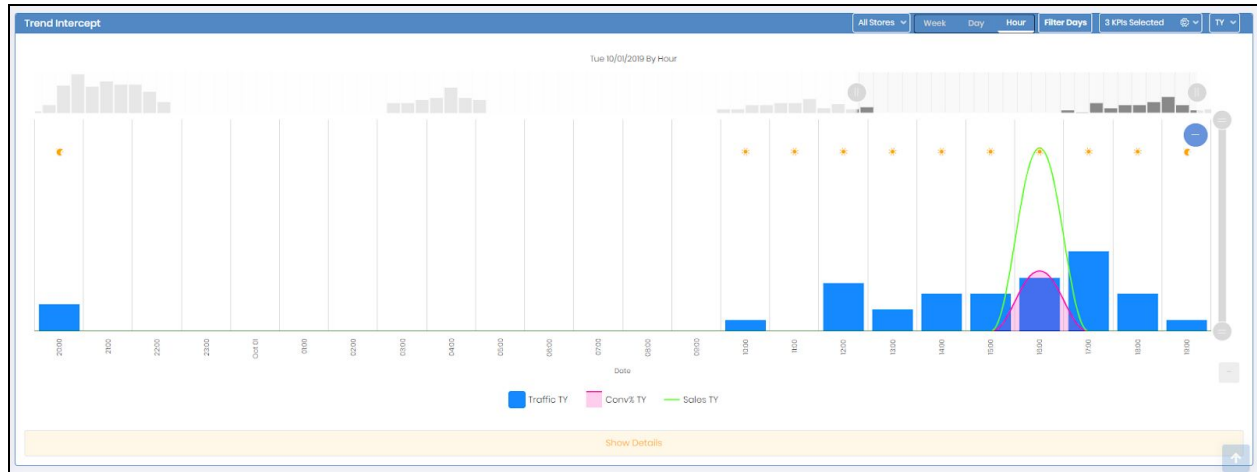 Trend Intercept
All Stores
Week Day Hour
Filter Days
3 KPIs Selected
TY
Tue 10/01/2019 By Hour
20:00 21:00 22:00 23:00 Oct 01 01:00 02:00 03:00 04:00 05:00 06:00 07:00 08:00 09:00 10:00 11:00 12:00 13:00 14:00 15:00 16:00 17:00 18:00 19:00
Date
Traffic TY Conv% TY Sales TY
Show Details